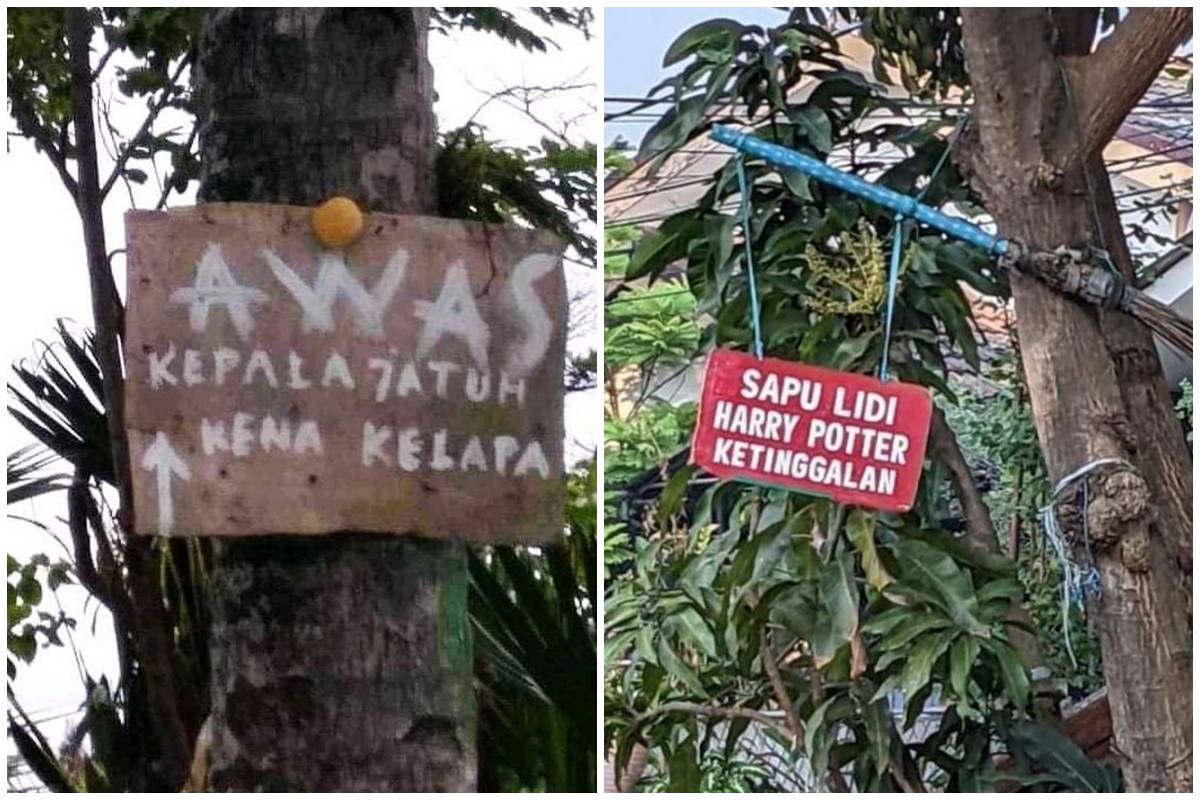 AWAS
KEPALA JATUH
KENA KELAPA
SAPU LIDI
HARRY POTTER
KETINGGALAN